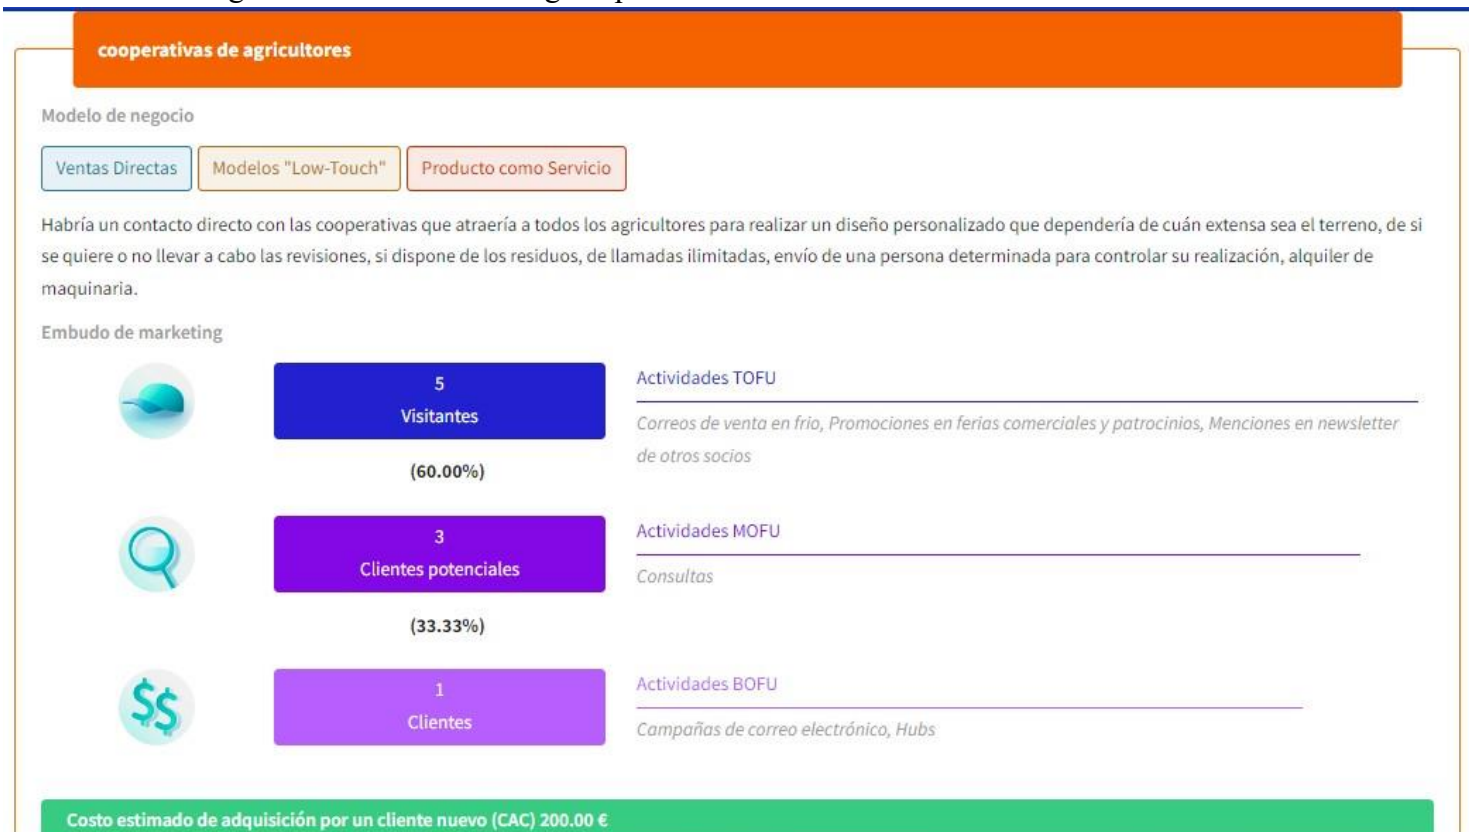 cooperativas de agricultores
Modelo de negocio
Ventas Directas
Modelos "Low-Touch"
Producto como Servicio
Habría un contacto directo con las cooperativas que atraería a todos los agricultores para realizar un diseño personalizado que dependería de cuán extensa sea el terreno, de si
se quiere o no llevar a cabo las revisiones, si dispone de los residuos, de llamadas ilimitadas, envío de una persona determinada para controlar su realización, alquiler de
maquinaria.
Embudo de marketing
5
Visitantes
Actividades TOFU
Correos de venta en frio, Promociones en ferias comerciales y patrocinios, Menciones en newsletter
de otros socios
(60.00%)
3
Clientes potenciales
Actividades MOFU
Consultas
(33.33%)
$$
1
Clientes
Actividades BOFU
Campañas de correo electrónico, Hubs
Costo estimado de adquisición por un cliente nuevo (CAC) 200.00 €